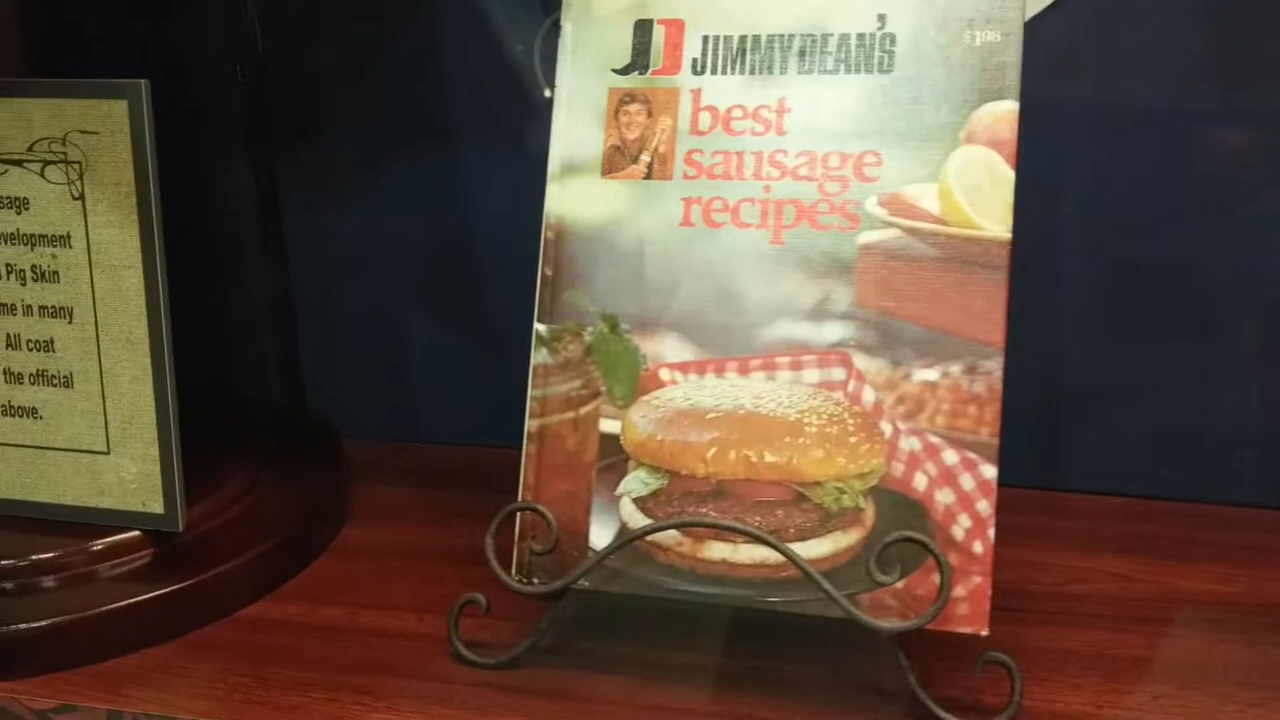 JD JIMMY DEAN'S
$1.98
best
sausage
recipes
sage
evelopment
Pig Skin
me in many
All coat
the official
above.